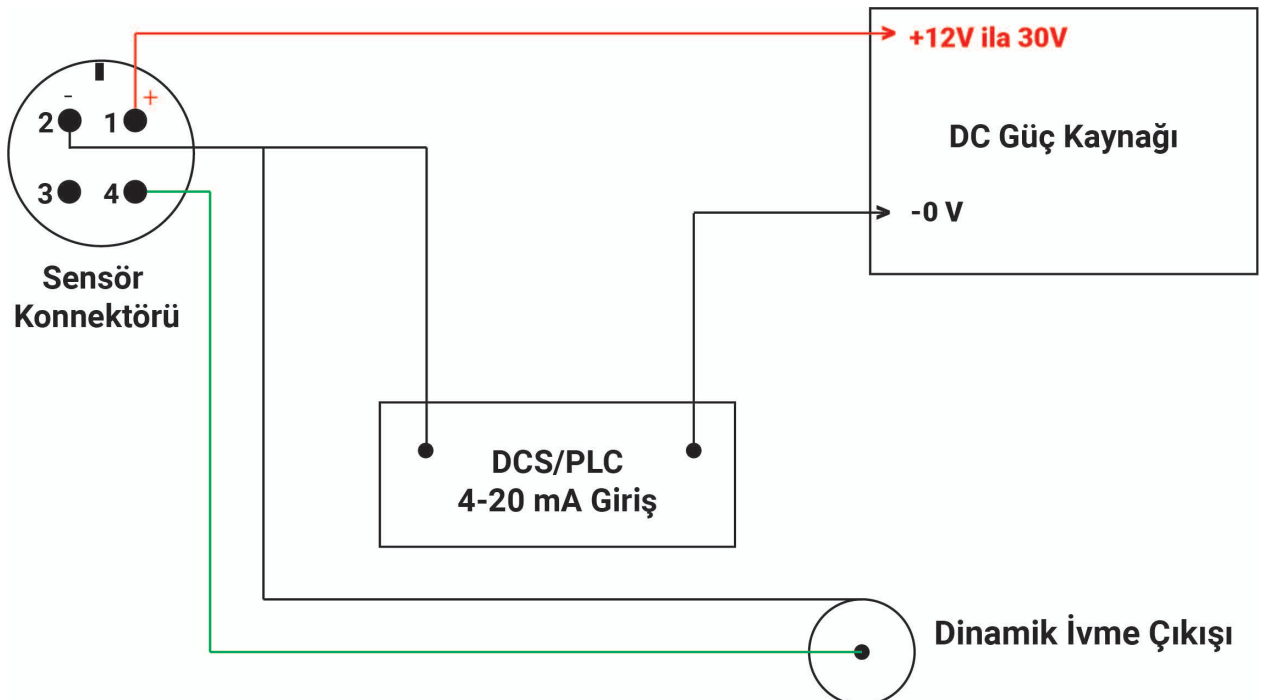 +12V ila 30V
DC Güç Kaynağı
-0 V
- +
2 1
3 4
Sensör
Konnektörü
DCS/PLC
4-20 mA Giriş
Dinamik İvme Çıkışı